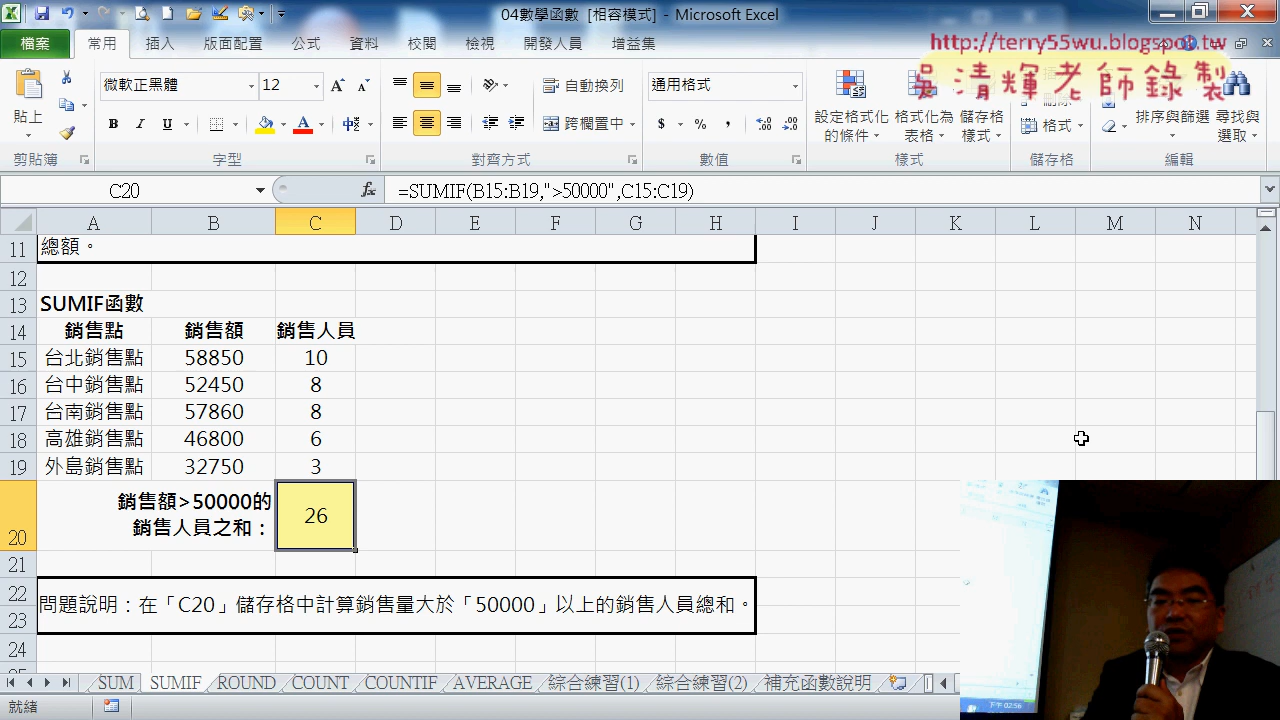 04數學函數 [相容模式] - Microsoft Excel
檔案 常用 插入 版面配置 公式 資料 校閱 檢視 開發人員 增益集
http://terry55wu.blogspot.tw
吳清輝老師錄製
微軟正黑體 12 自動換列 通用格式
貼上 B I U 跨欄置中 $ % , 設定格式化的條件 格式化為表格 儲存格樣式 格式 排序與篩選 尋找與選取
剪貼簿 字型 對齊方式 數值 樣式 儲存格 編輯
C20 fx =SUMIF(B15:B19,">50000",C15:C19)
A B C D E F G H I J K L M N
11 總額。
12
13 SUMIF函數
14 銷售點 銷售額 銷售人員
15 台北銷售點 58850 10
16 台中銷售點 52450 8
17 台南銷售點 57860 8
18 高雄銷售點 46800 6
19 外島銷售點 32750 3
20 銷售額>50000的銷售人員之和： 26
21
22 問題說明：在「C20」儲存格中計算銷售量大於「50000」以上的銷售人員總和。
23
24
SUM SUMIF ROUND COUNT COUNTIF AVERAGE 綜合練習(1) 綜合練習(2) 補充函數說明
就緒
下午 02:56